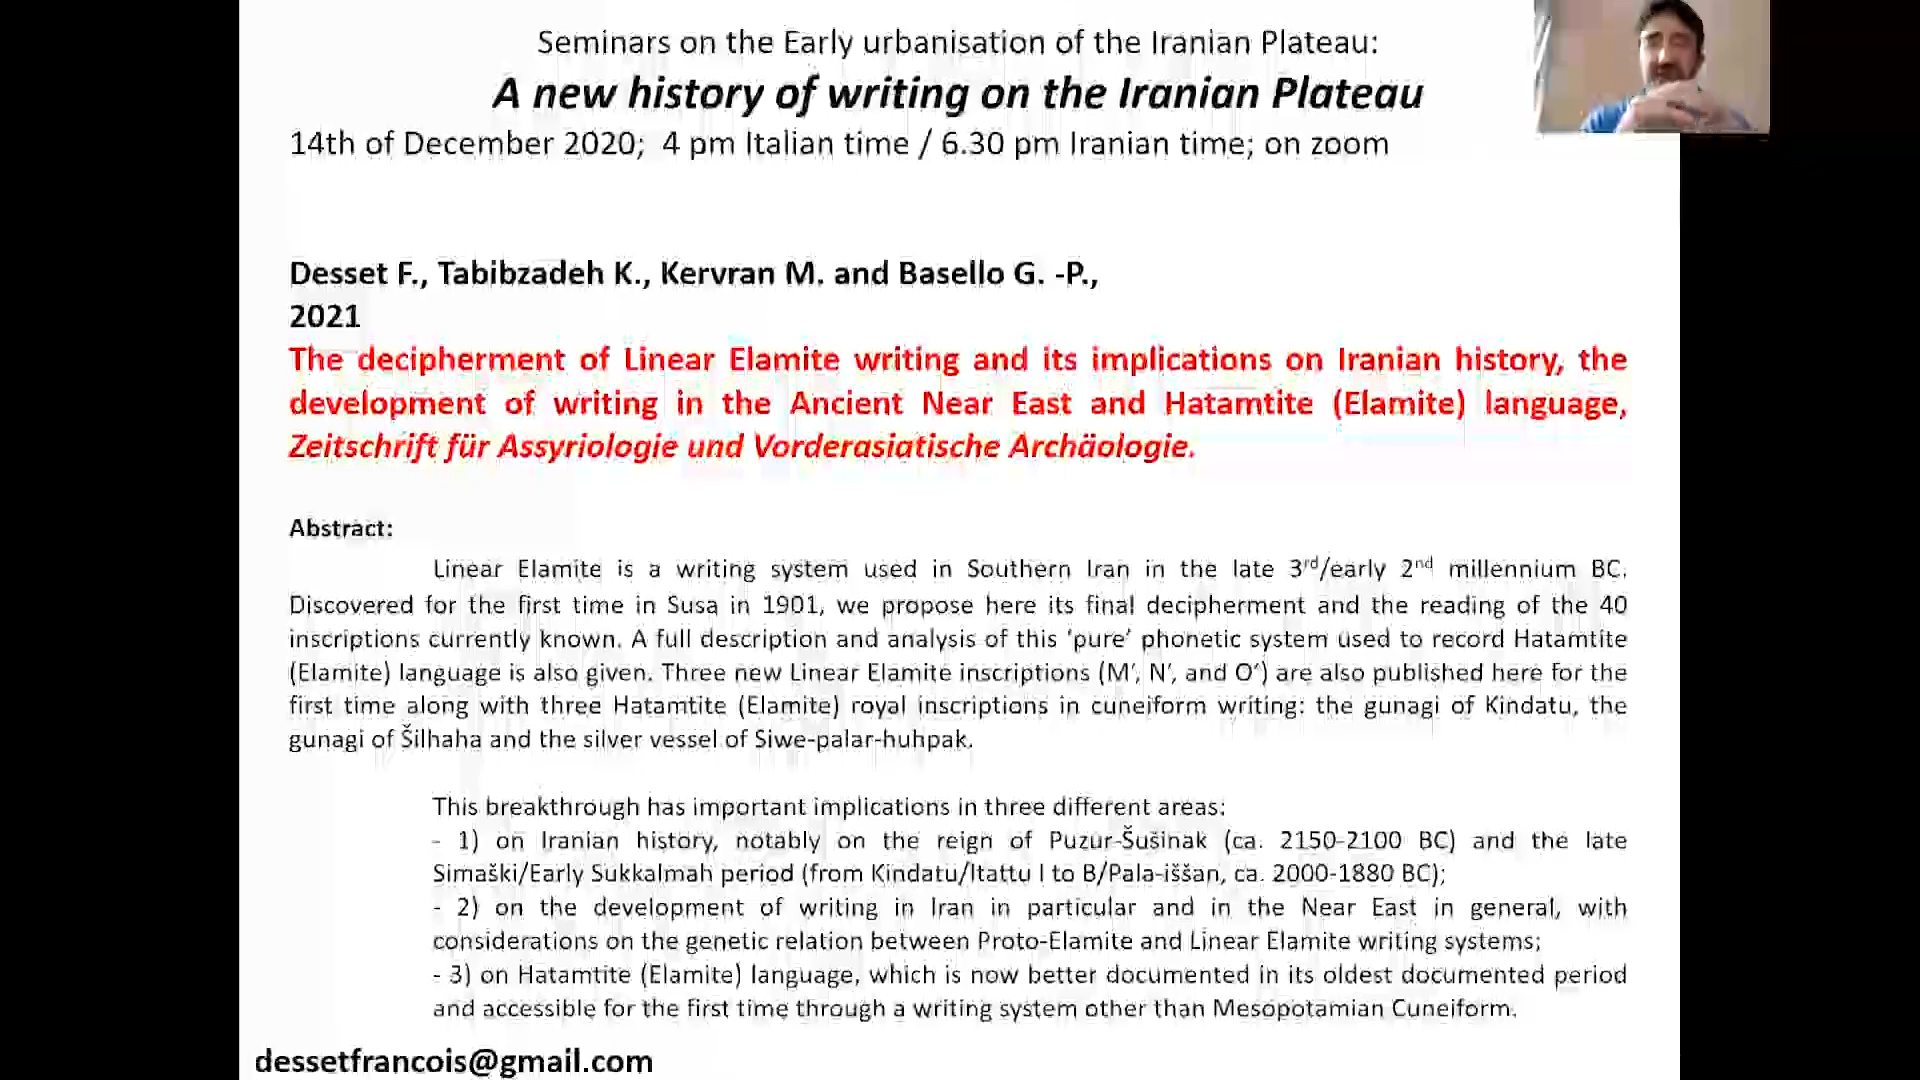 Seminars on the Early urbanisation of the Iranian Plateau:
A new history of writing on the Iranian Plateau
14th of December 2020; 4 pm Italian time / 6.30 pm Iranian time; on zoom
Desset F., Tabibzadeh K., Kervran M. and Basello G. -P.,
2021
The decipherment of Linear Elamite writing and its implications on Iranian history, the
development of writing in the Ancient Near East and Hatamtite (Elamite) language,
Zeitschrift für Assyriologie und Vorderasiatische Archäologie.
Abstract:
Linear Elamite is a writing system used in Southern Iran in the late 3rd/early 2nd millennium BC.
Discovered for the first time in Susa in 1901, we propose here its final decipherment and the reading of the 40
inscriptions currently known. A full description and analysis of this ‘pure’ phonetic system used to record Hatamtite
(Elamite) language is also given. Three new Linear Elamite inscriptions (M’, N’, and O’) are also published here for the
first time along with three Hatamtite (Elamite) royal inscriptions in cuneiform writing: the gunagi of Kindatu, the
gunagi of Šilhaha and the silver vessel of Siwe-palar-huhpak.
This breakthrough has important implications in three different areas:
- 1) on Iranian history, notably on the reign of Puzur-Šušinak (ca. 2150-2100 BC) and the late
Simaški/Early Sukkalmah period (from Kindatu/Itattu I to B/Pala-iššan, ca. 2000-1880 BC);
- 2) on the development of writing in Iran in particular and in the Near East in general, with
considerations on the genetic relation between Proto-Elamite and Linear Elamite writing systems;
- 3) on Hatamtite (Elamite) language, which is now better documented in its oldest documented period
and accessible for the first time through a writing system other than Mesopotamian Cuneiform.
dessetfrancois@gmail.com